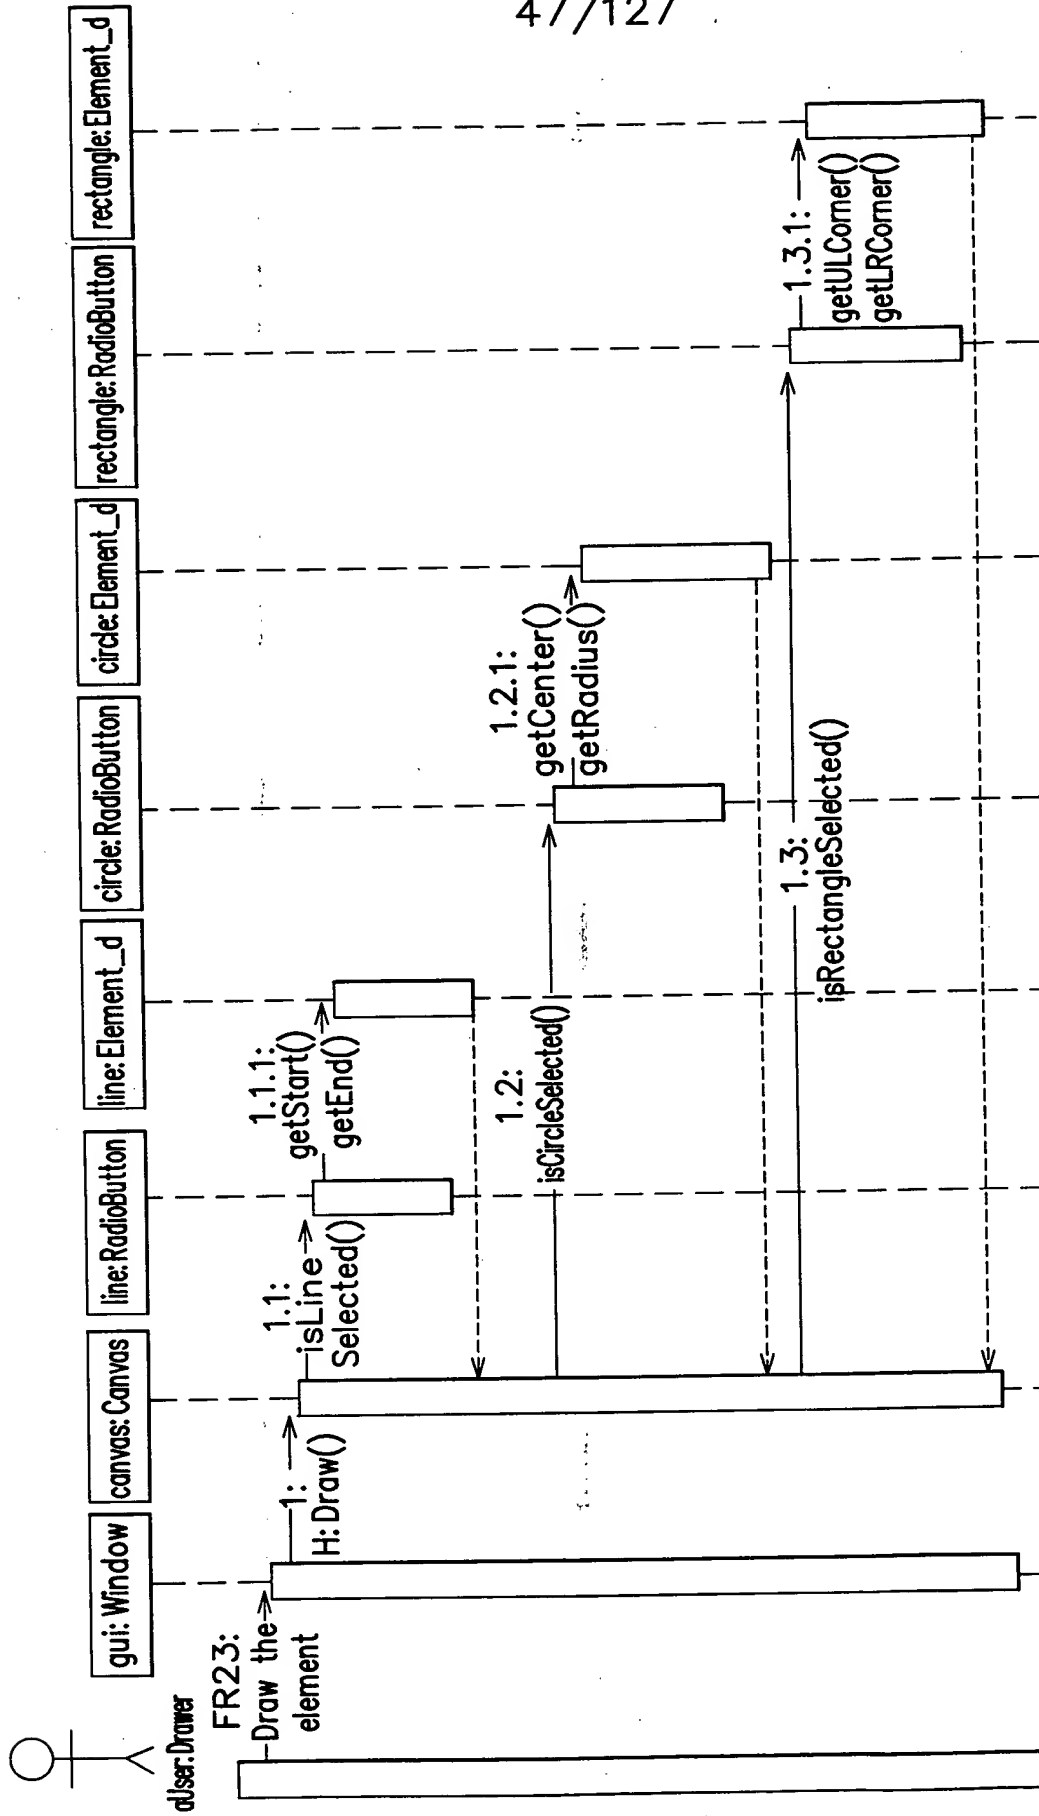 47/127
aUser:Drawer
gui: Window
canvas: Canvas
line: RadioButton
line: Element_d
circle: RadioButton
circle: Element_d
rectangle: RadioButton
rectangle: Element_d
FR23:
Draw the
element
1:
H: Draw()
1.1:
isLine
Selected()
1.1.1:
getStart()
getEnd()
1.2:
isCircleSelected()
1.2.1:
getCenter()
getRadius()
1.3:
isRectangleSelected()
1.3.1:
getULCorner()
getLRCorner()